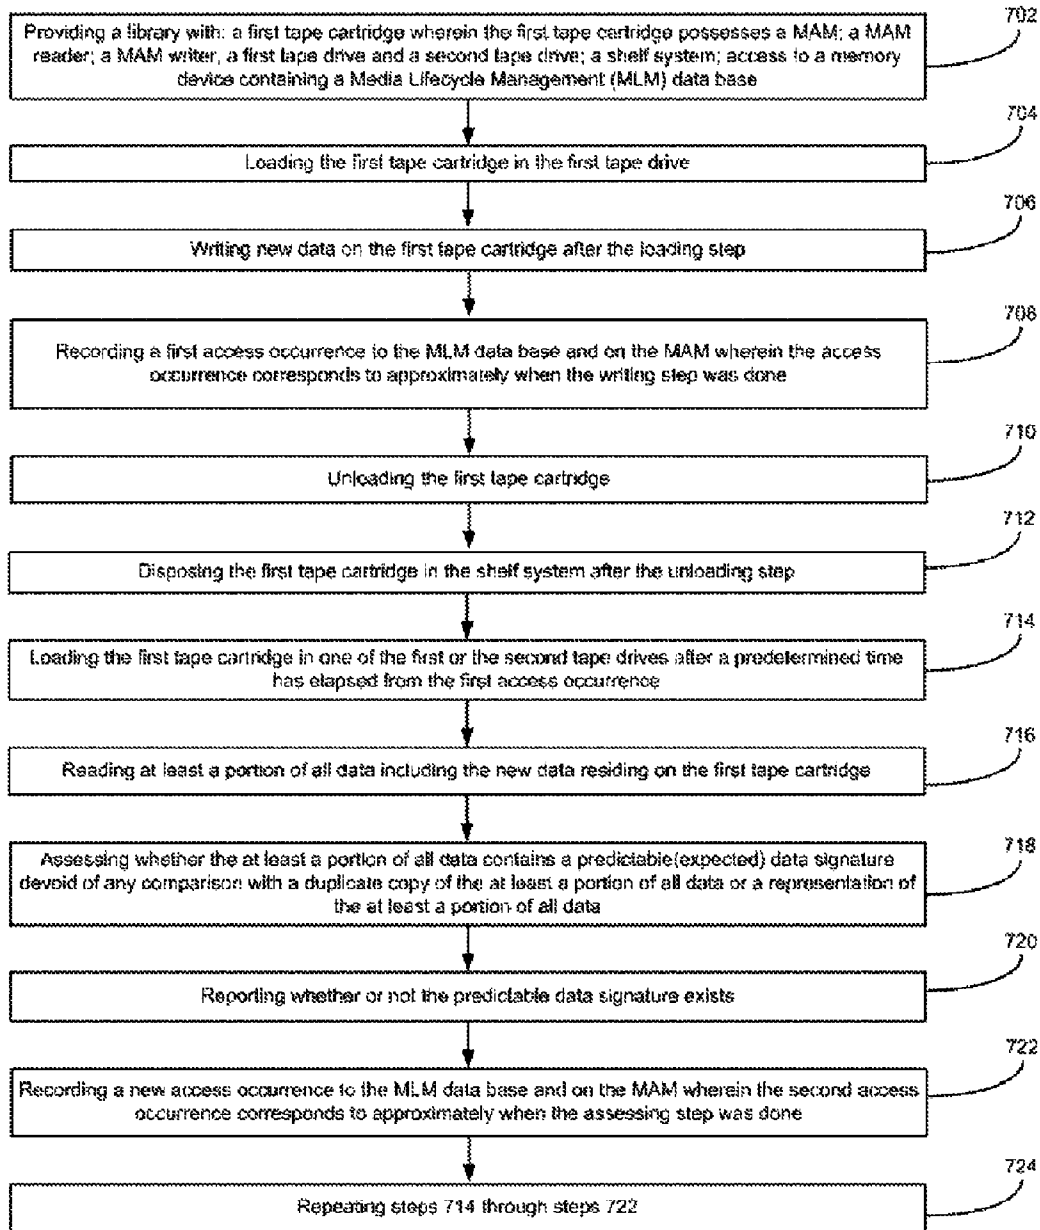 702
Providing a library with: a first tape cartridge wherein the first tape cartridge possesses a MAM; a MAM
reader; a MAM writer, a first tape drive and a second tape drive; a shelf system; access to a memory
device containing a Media Lifecycle Management (MLM) data base
704
Loading the first tape cartridge in the first tape drive
706
Writing new data on the first tape cartridge after the loading step
708
Recording a first access occurrence to the MLM data base and on the MAM wherein the access
occurrence corresponds to approximately when the writing step was done
710
Unloading the first tape cartridge
712
Disposing the first tape cartridge in the shelf system after the unloading step
714
Loading the first tape cartridge in one of the first or the second tape drives after a predetermined time
has elapsed from the first access occurrence
716
Reading at least a portion of all data including the new data residing on the first tape cartridge
718
Assessing whether the at least a portion of all data contains a predictable(expected) data signature
devoid of any comparison with a duplicate copy of the at least a portion of all data or a representation of
the at least a portion of all data
720
Reporting whether or not the predictable data signature exists
722
Recording a new access occurrence to the MLM data base and on the MAM wherein the second access
occurrence corresponds to approximately when the assessing step was done
724
Repeating steps 714 through steps 722